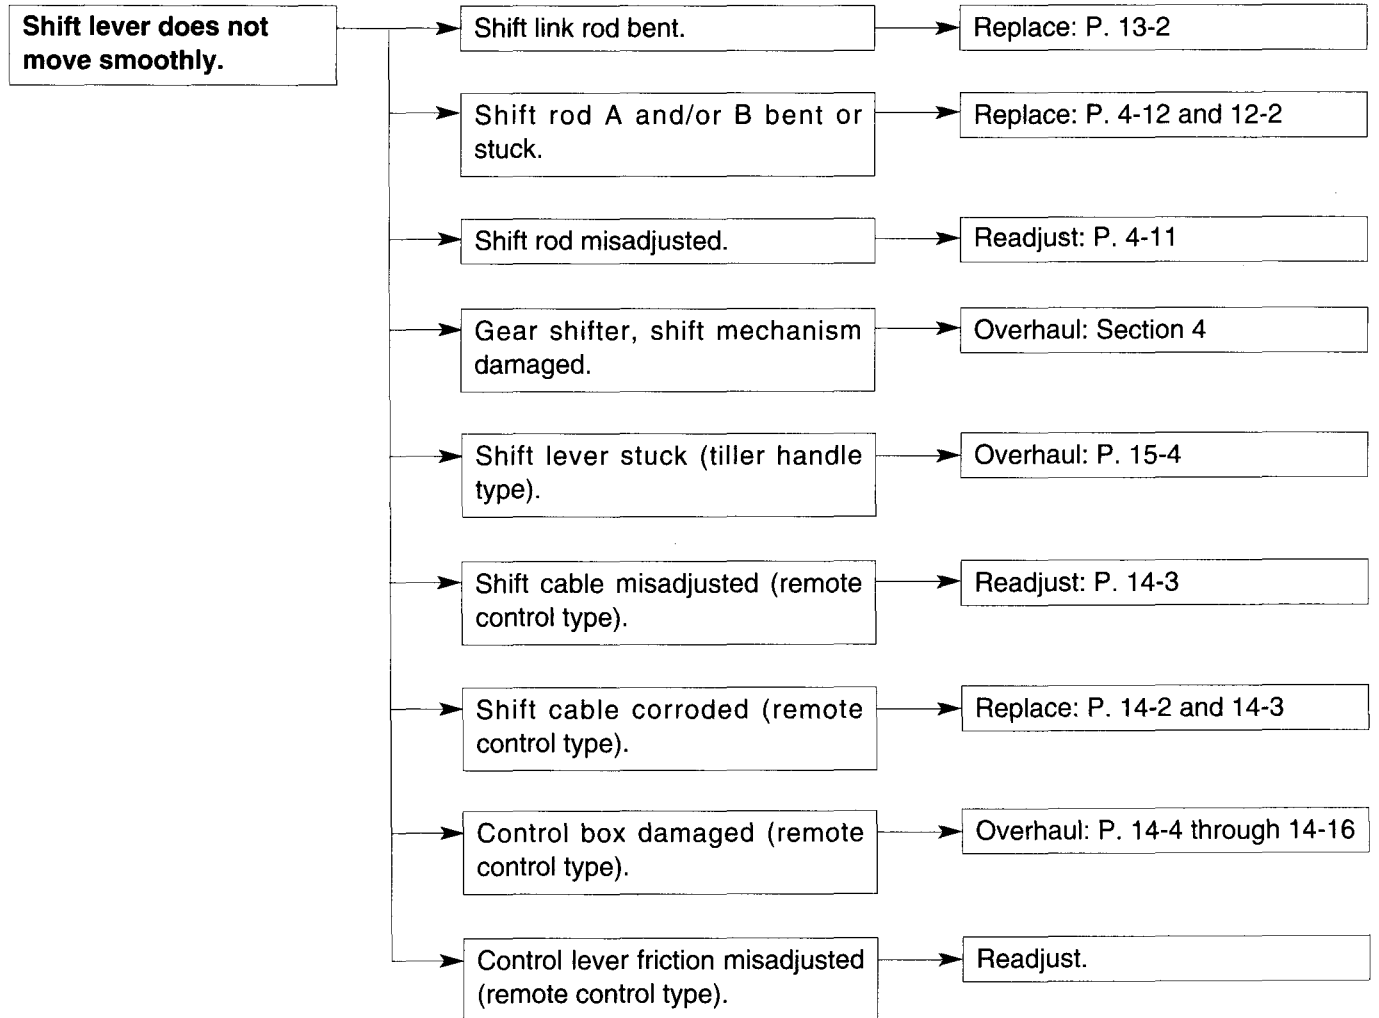 Shift lever does not
move smoothly.
Shift link rod bent.
Replace: P. 13-2
Shift rod A and/or B bent or
stuck.
Replace: P. 4-12 and 12-2
Shift rod misadjusted.
Readjust: P. 4-11
Gear shifter, shift mechanism
damaged.
Overhaul: Section 4
Shift lever stuck (tiller handle
type).
Overhaul: P. 15-4
Shift cable misadjusted (remote
control type).
Readjust: P. 14-3
Shift cable corroded (remote
control type).
Replace: P. 14-2 and 14-3
Control box damaged (remote
control type).
Overhaul: P. 14-4 through 14-16
Control lever friction misadjusted
(remote control type).
Readjust.